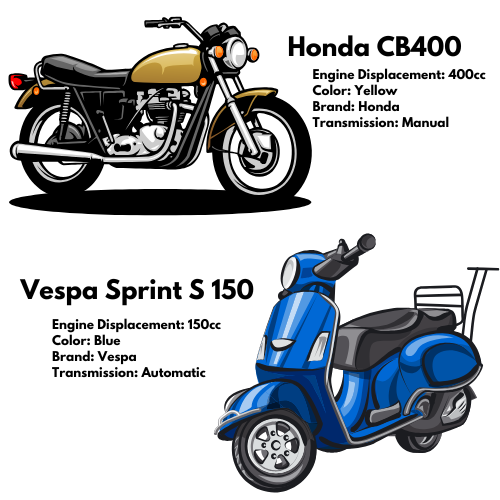 Honda CB400
Engine Displacement: 400cc
Color: Yellow
Brand: Honda
Transmission: Manual
Vespa Sprint S 150
Engine Displacement: 150cc
Color: Blue
Brand: Vespa
Transmission: Automatic